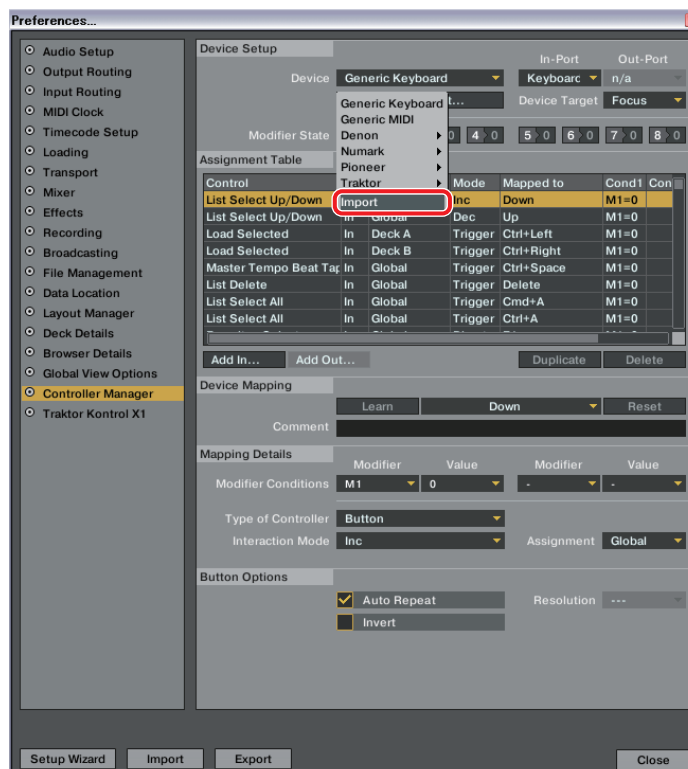 Preferences...
Audio Setup
Output Routing
Input Routing
MIDI Clock
Timecode Setup
Loading
Transport
Mixer
Effects
Recording
Broadcasting
File Management
Data Location
Layout Manager
Deck Details
Browser Details
Global View Options
Controller Manager
Traktor Kontrol X1
Device Setup
In-Port Out-Port
Device Generic Keyboard Keyboarc n/a
t... Device Target Focus
Generic Keyboard
Generic MIDI
Denon
Numark
Pioneer
Traktor
Import
Modifier State 0 4 0 5 0 6 0 7 0 8 0
Assignment Table
Control Mode Mapped to Cond1 Con
List Select Up/Down Inc Down M1=0
List Select Up/Down In Global Dec Up M1=0
Load Selected In Deck A Trigger Ctrl+Left M1=0
Load Selected In Deck B Trigger Ctrl+Right M1=0
Master Tempo Beat Tap In Global Trigger Ctrl+Space M1=0
List Delete In Global Trigger Delete M1=0
List Select All In Global Trigger Cmd+A M1=0
List Select All In Global Trigger Ctrl+A M1=0
Add In... Add Out... Duplicate Delete
Device Mapping
Learn Down Reset
Comment
Mapping Details
Modifier Value Modifier Value
Modifier Conditions M1 0 - -
Type of Controller Button
Interaction Mode Inc Assignment Global
Button Options
Auto Repeat Resolution ---
Invert
Setup Wizard Import Export Close